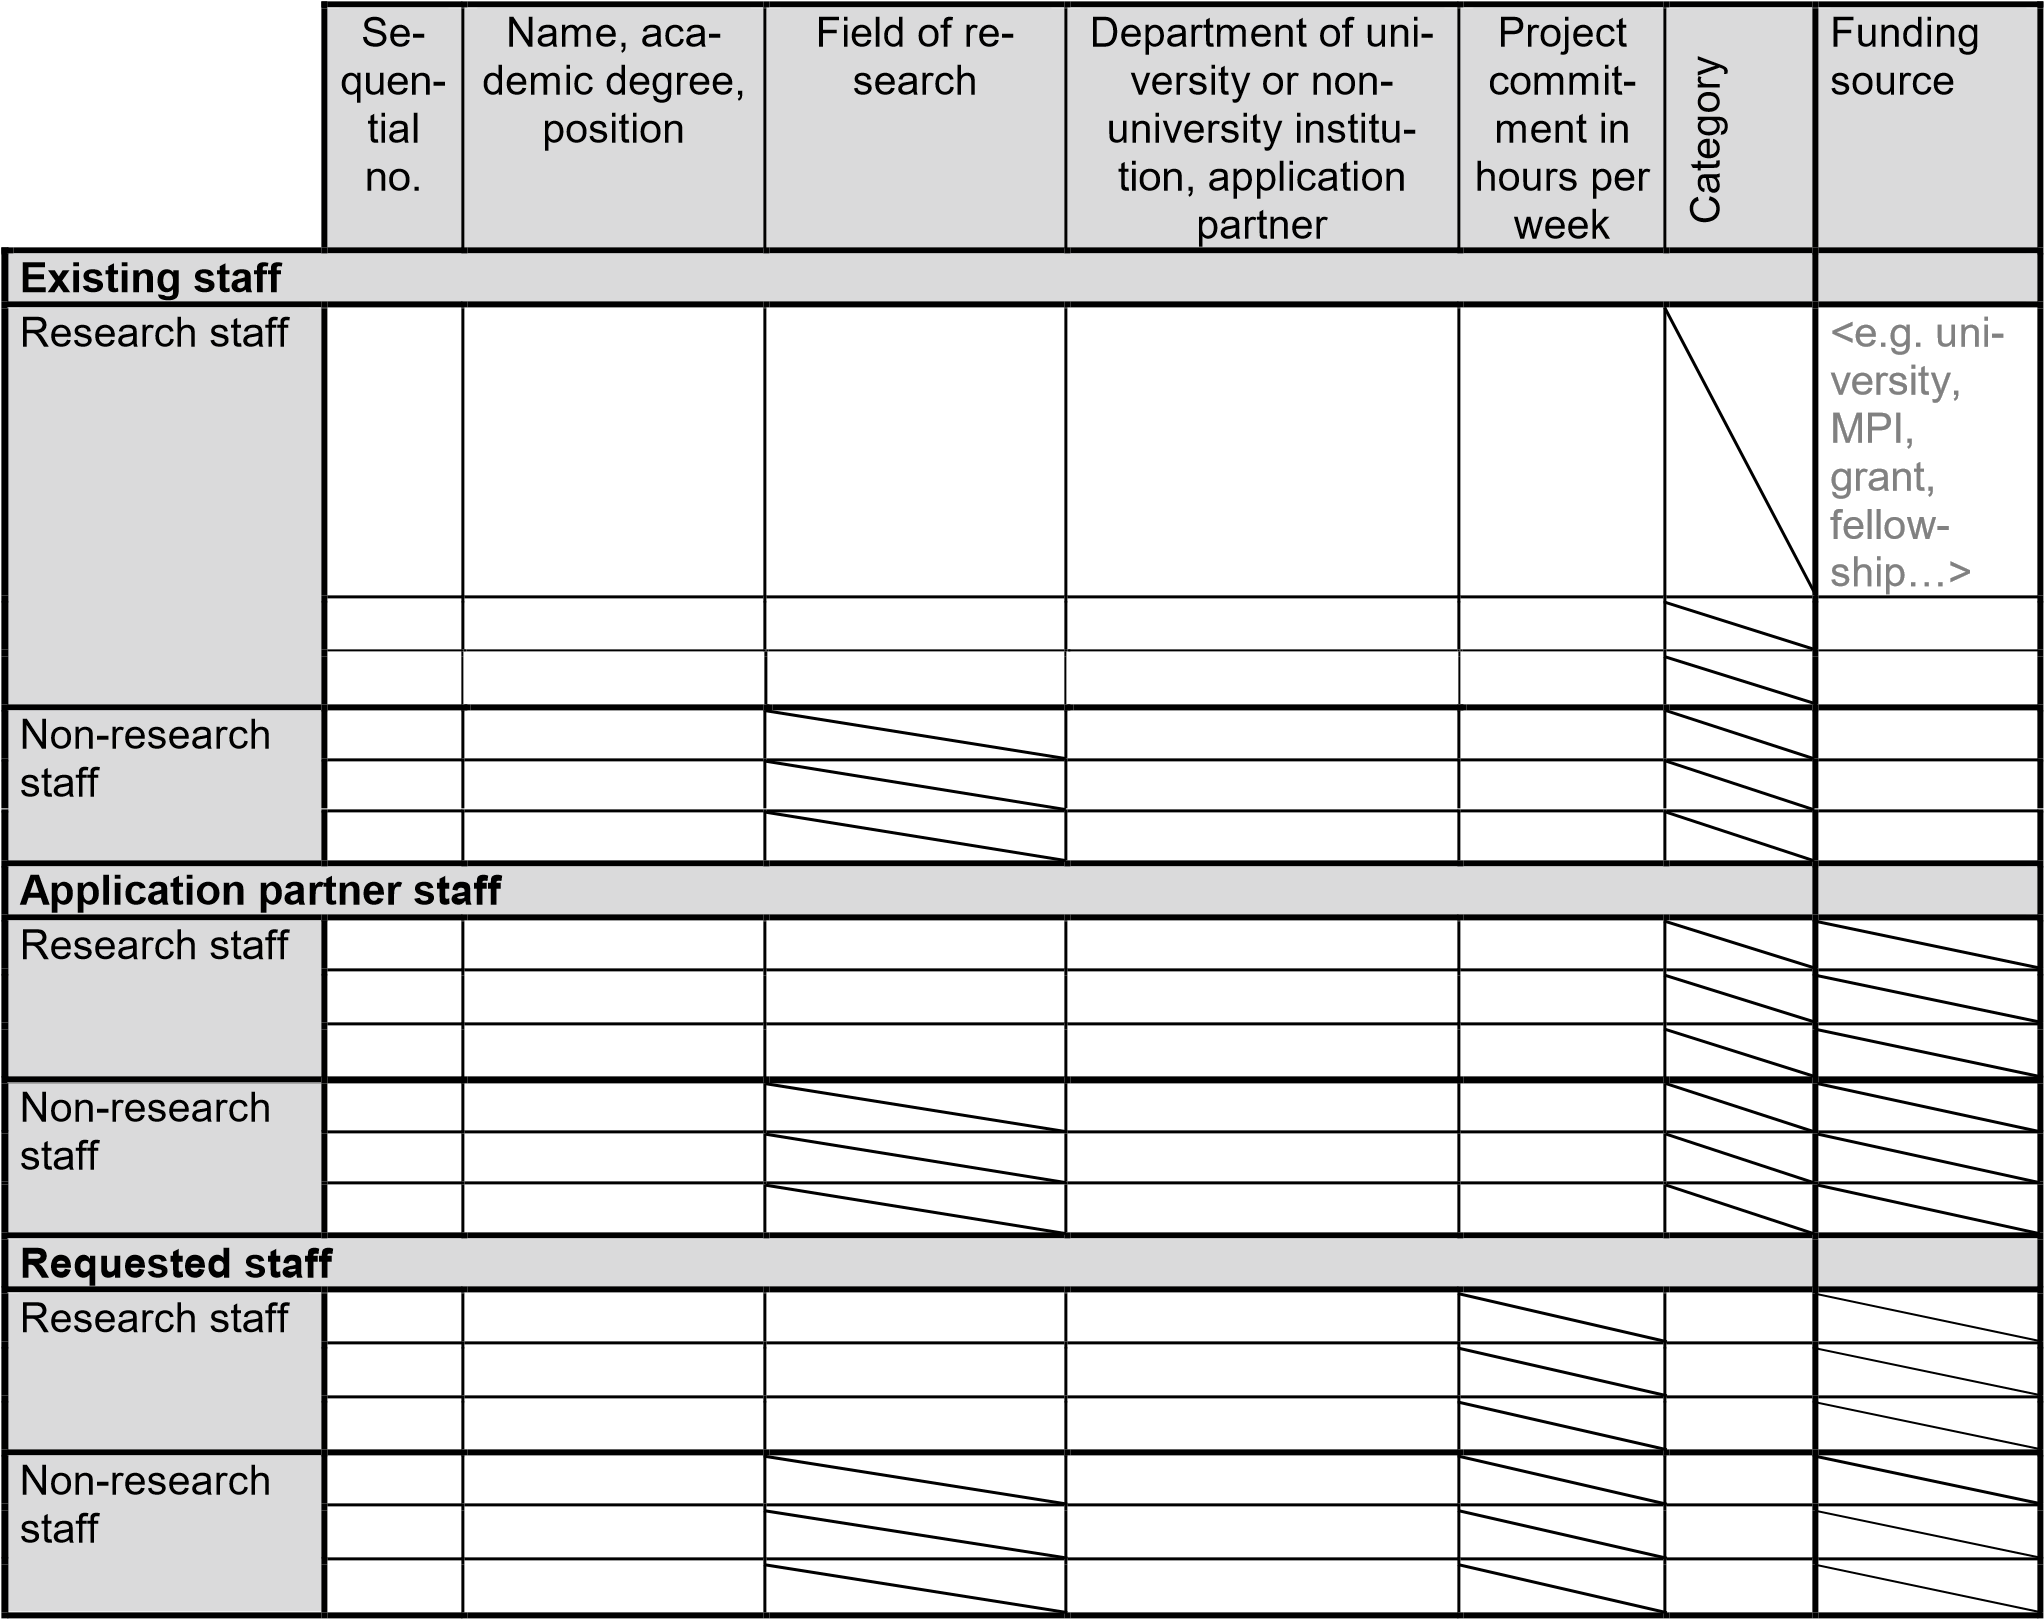 Se-
quen-
tial
no.
Name, aca-
demic degree,
position
Field of re-
search
Department of uni-
versity or non-
university institu-
tion, application
partner
Project
commit-
ment in
hours per
week
Category
Funding
source
Existing staff
Research staff
<e.g. uni-
versity,
MPI,
grant,
fellow-
ship…>
Non-research
staff
Application partner staff
Research staff
Non-research
staff
Requested staff
Research staff
Non-research
staff